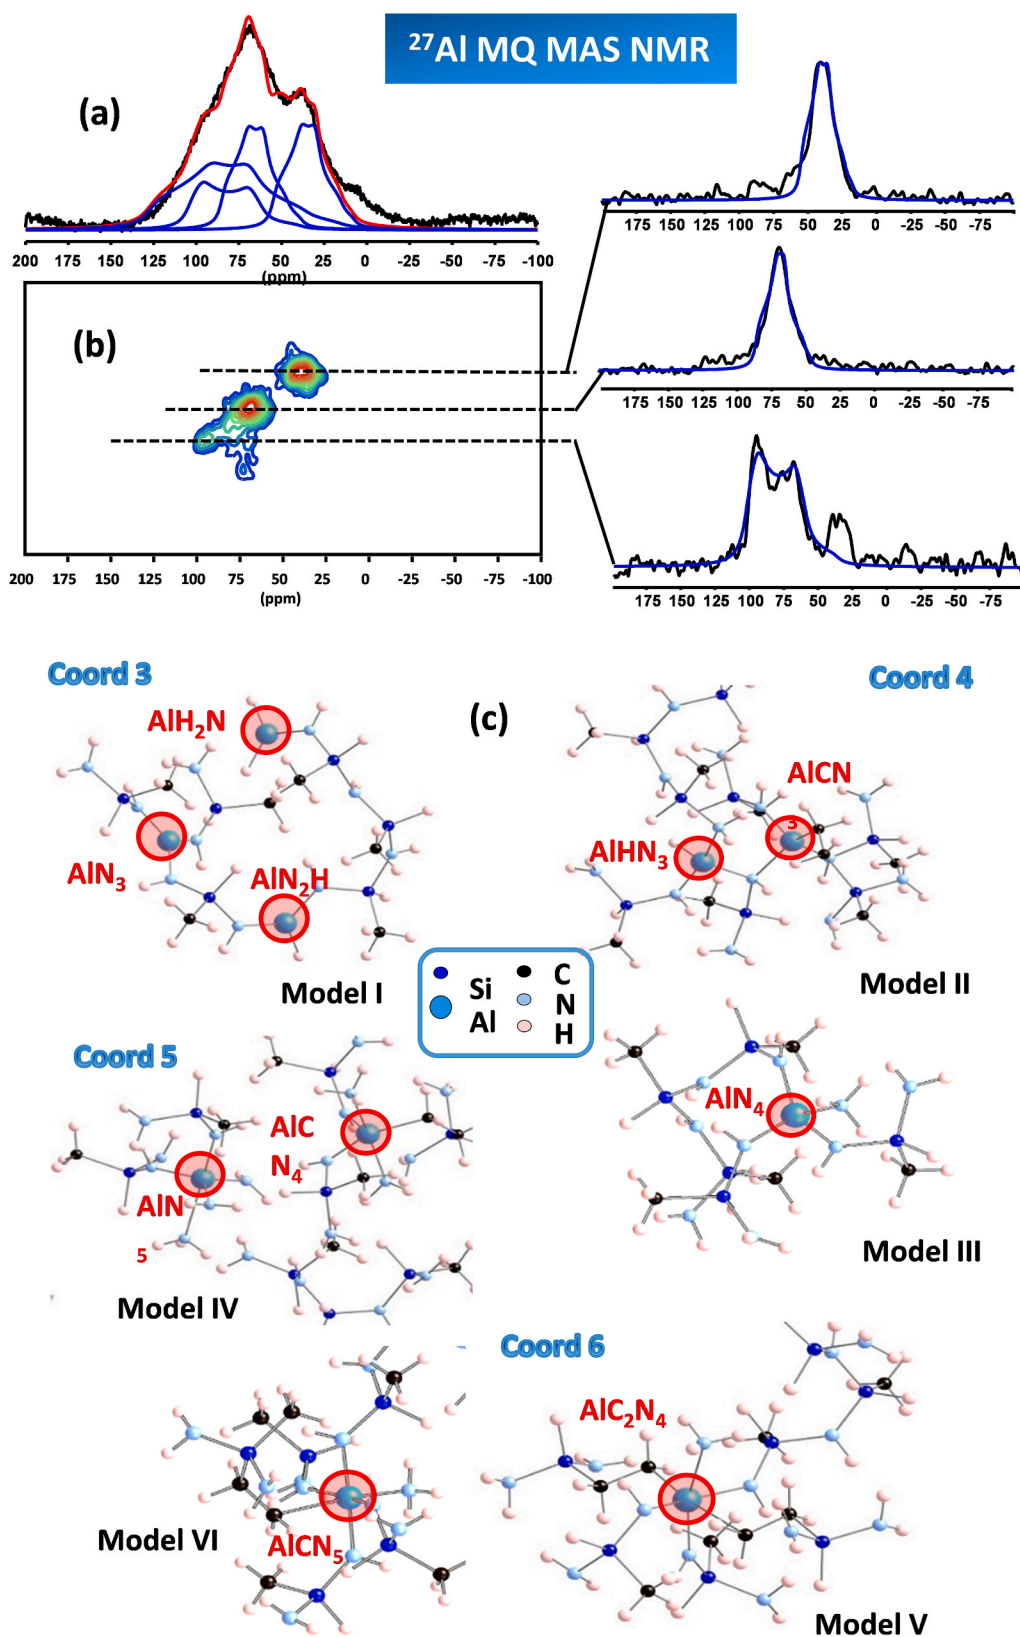 ²⁷Al MQ MAS NMR
(a)
200 175 150 125 100 75 50 25 0 -25 -50 -75 -100
(ppm)
175 150 125 100 75 50 25 0 -25 -50 -75
175 150 125 100 75 50 25 0 -25 -50 -75
175 150 125 100 75 50 25 0 -25 -50 -75
(b)
200 175 150 125 100 75 50 25 0 -25 -50 -75 -100
(ppm)
(c)
Coord 3
AlH₂N
AlN₃
AlN₂H
Model I
Coord 4
AlCN
3
AlHN₃
Model II
Si
Al
C
N
H
Coord 5
AlC
N₄
AlN
5
Model IV
AlN₄
Model III
Coord 6
AlC₂N₄
Model VI
AlCN₅
Model V